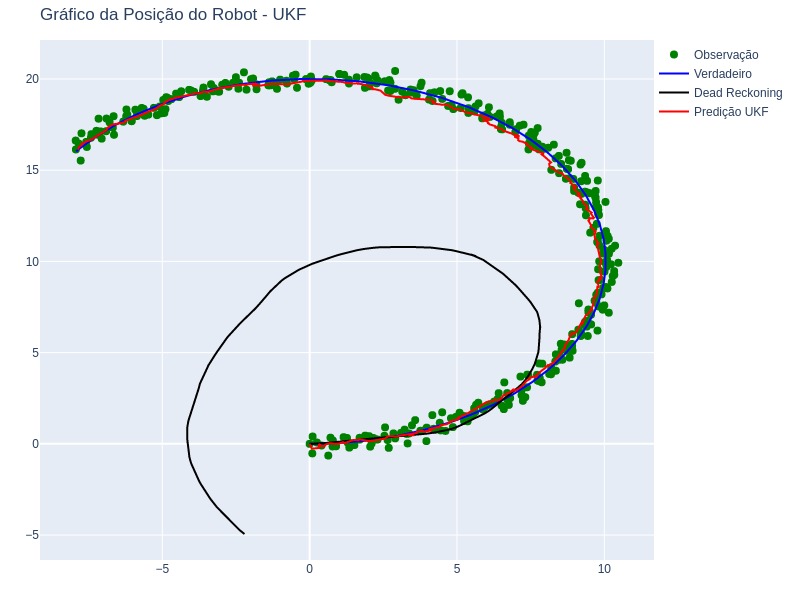 Gráfico da Posição do Robot - UKF
Observação
Verdadeiro
Dead Reckoning
Predição UKF
20
15
10
5
0
−5
−5
0
5
10